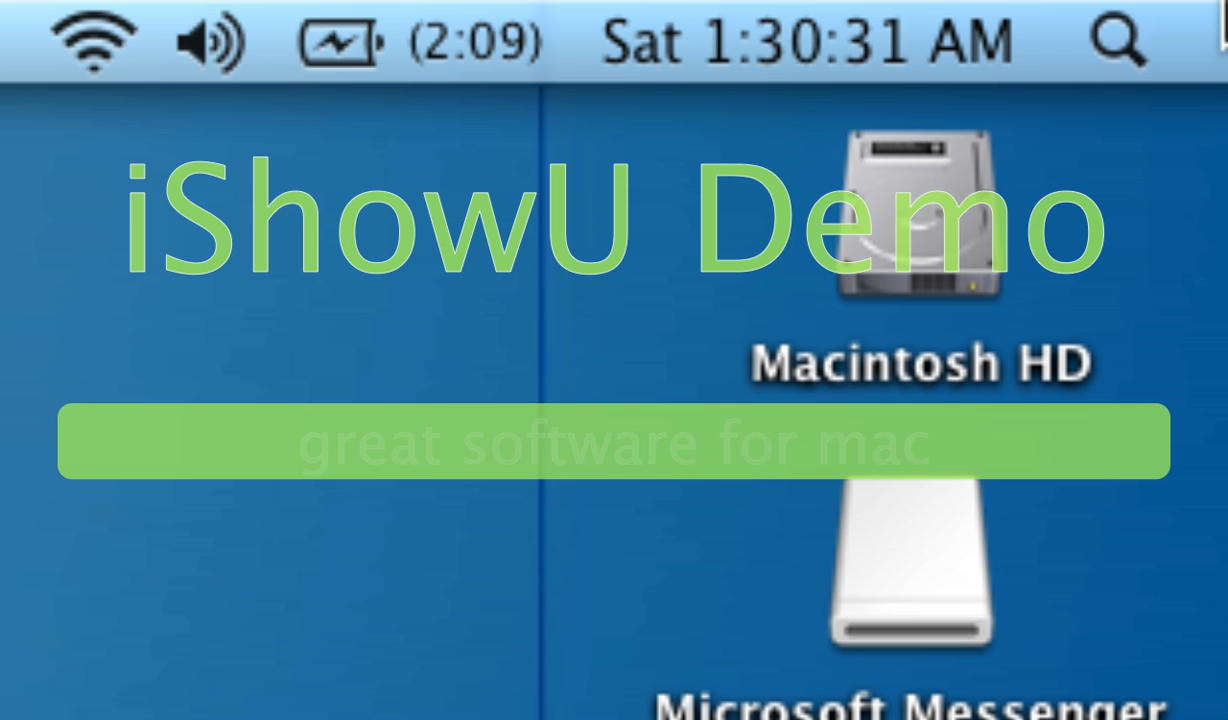 (2:09) Sat 1:30:31 AM
iShowU Demo
Macintosh HD
great software for mac
Microsoft Messenger